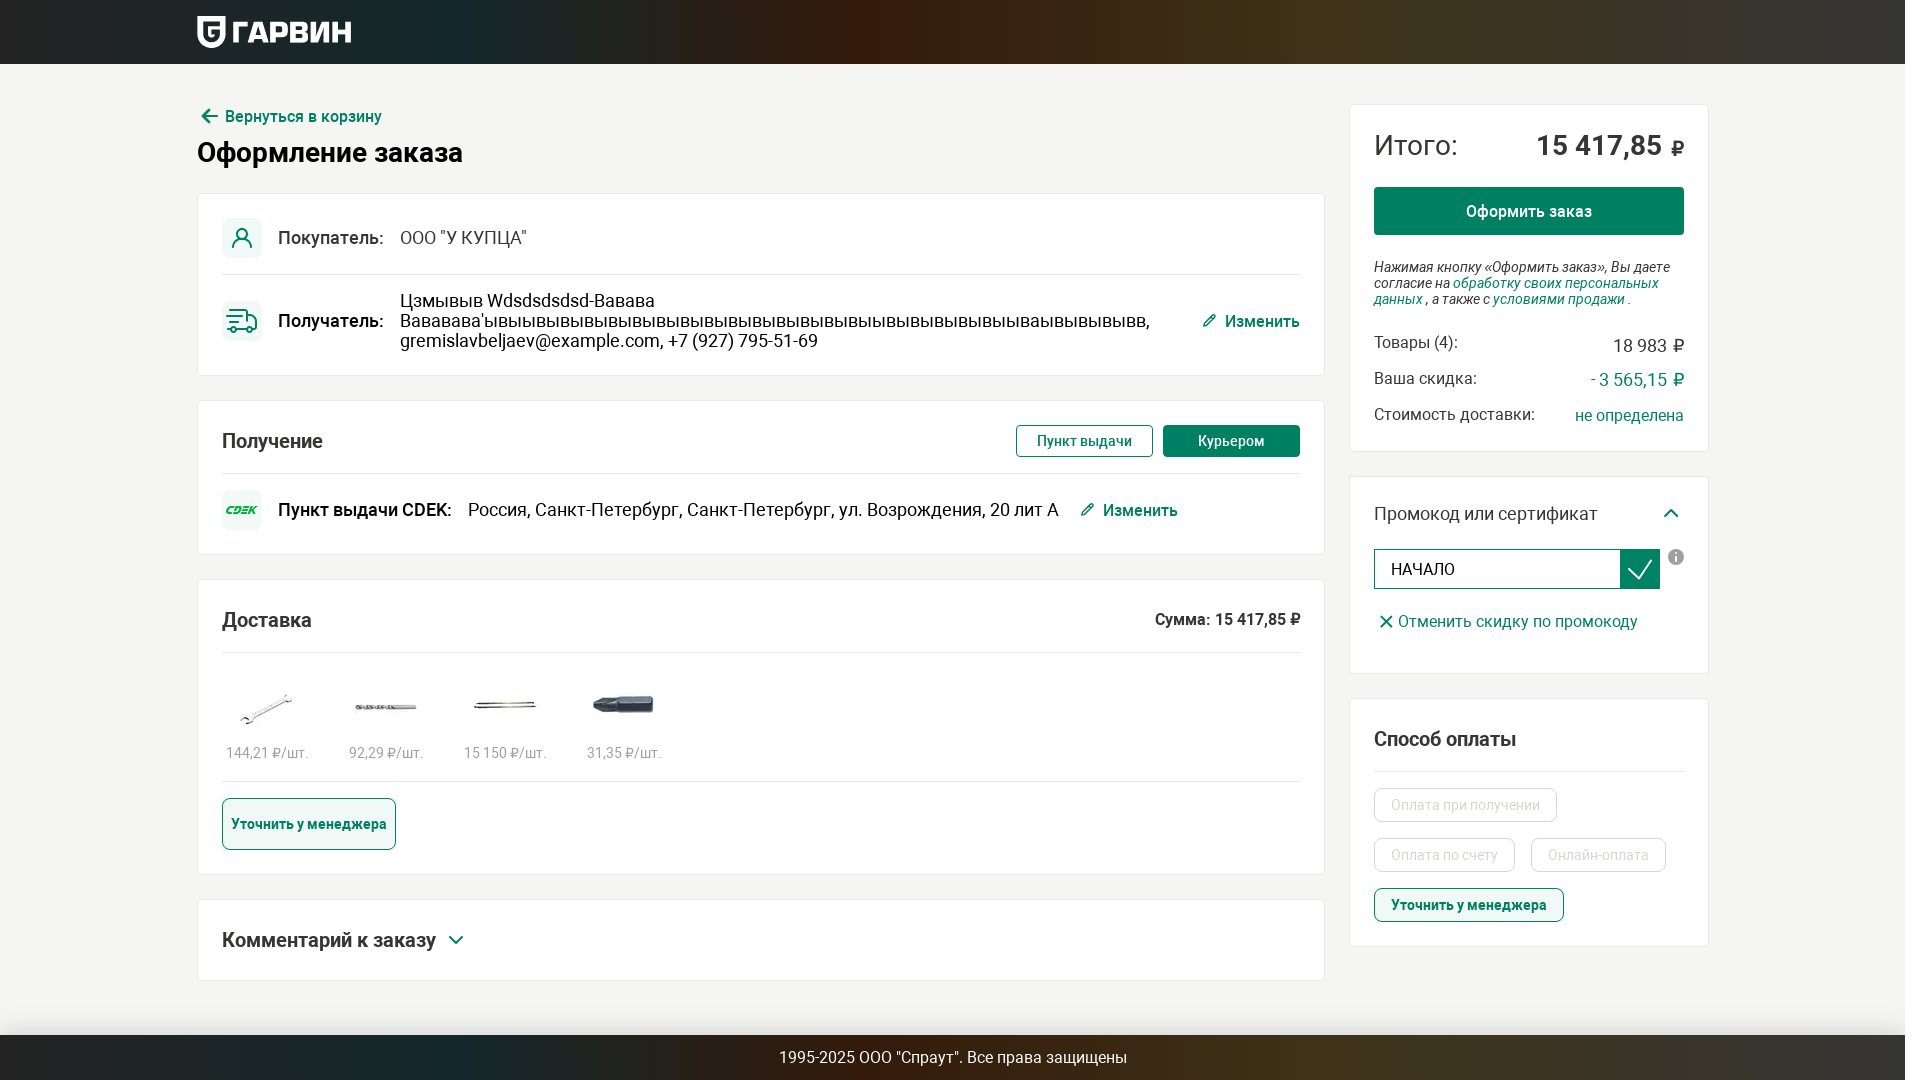 ГАРВИН
Вернуться в корзину
Оформление заказа
Покупатель: ООО "У КУПЦА"
Получатель:
Цзмывыв Wdsdsdsdsd-Вавава
Вававава'ывыывывывывывывывывывывывывывывыывывывывывывыываывывывывв,
gremislavbeljaev@example.com, +7 (927) 795-51-69
Изменить
Получение
Пункт выдачи
Курьером
CDEK
Пункт выдачи CDEK: Россия, Санкт-Петербург, Санкт-Петербург, ул. Возрождения, 20 лит А
Изменить
Доставка
Сумма: 15 417,85 ₽
144,21 ₽/шт.
92,29 ₽/шт.
15 150 ₽/шт.
31,35 ₽/шт.
Уточнить у менеджера
Комментарий к заказу
Итого: 15 417,85 ₽
Оформить заказ
Нажимая кнопку «Оформить заказ», Вы даете
согласие на обработку своих персональных
данных , а также с условиями продажи .
Товары (4): 18 983 ₽
Ваша скидка: - 3 565,15 ₽
Стоимость доставки: не определена
Промокод или сертификат
НАЧАЛО
Отменить скидку по промокоду
Способ оплаты
Оплата при получении
Оплата по счету
Онлайн-оплата
Уточнить у менеджера
1995-2025 ООО "Спраут". Все права защищены